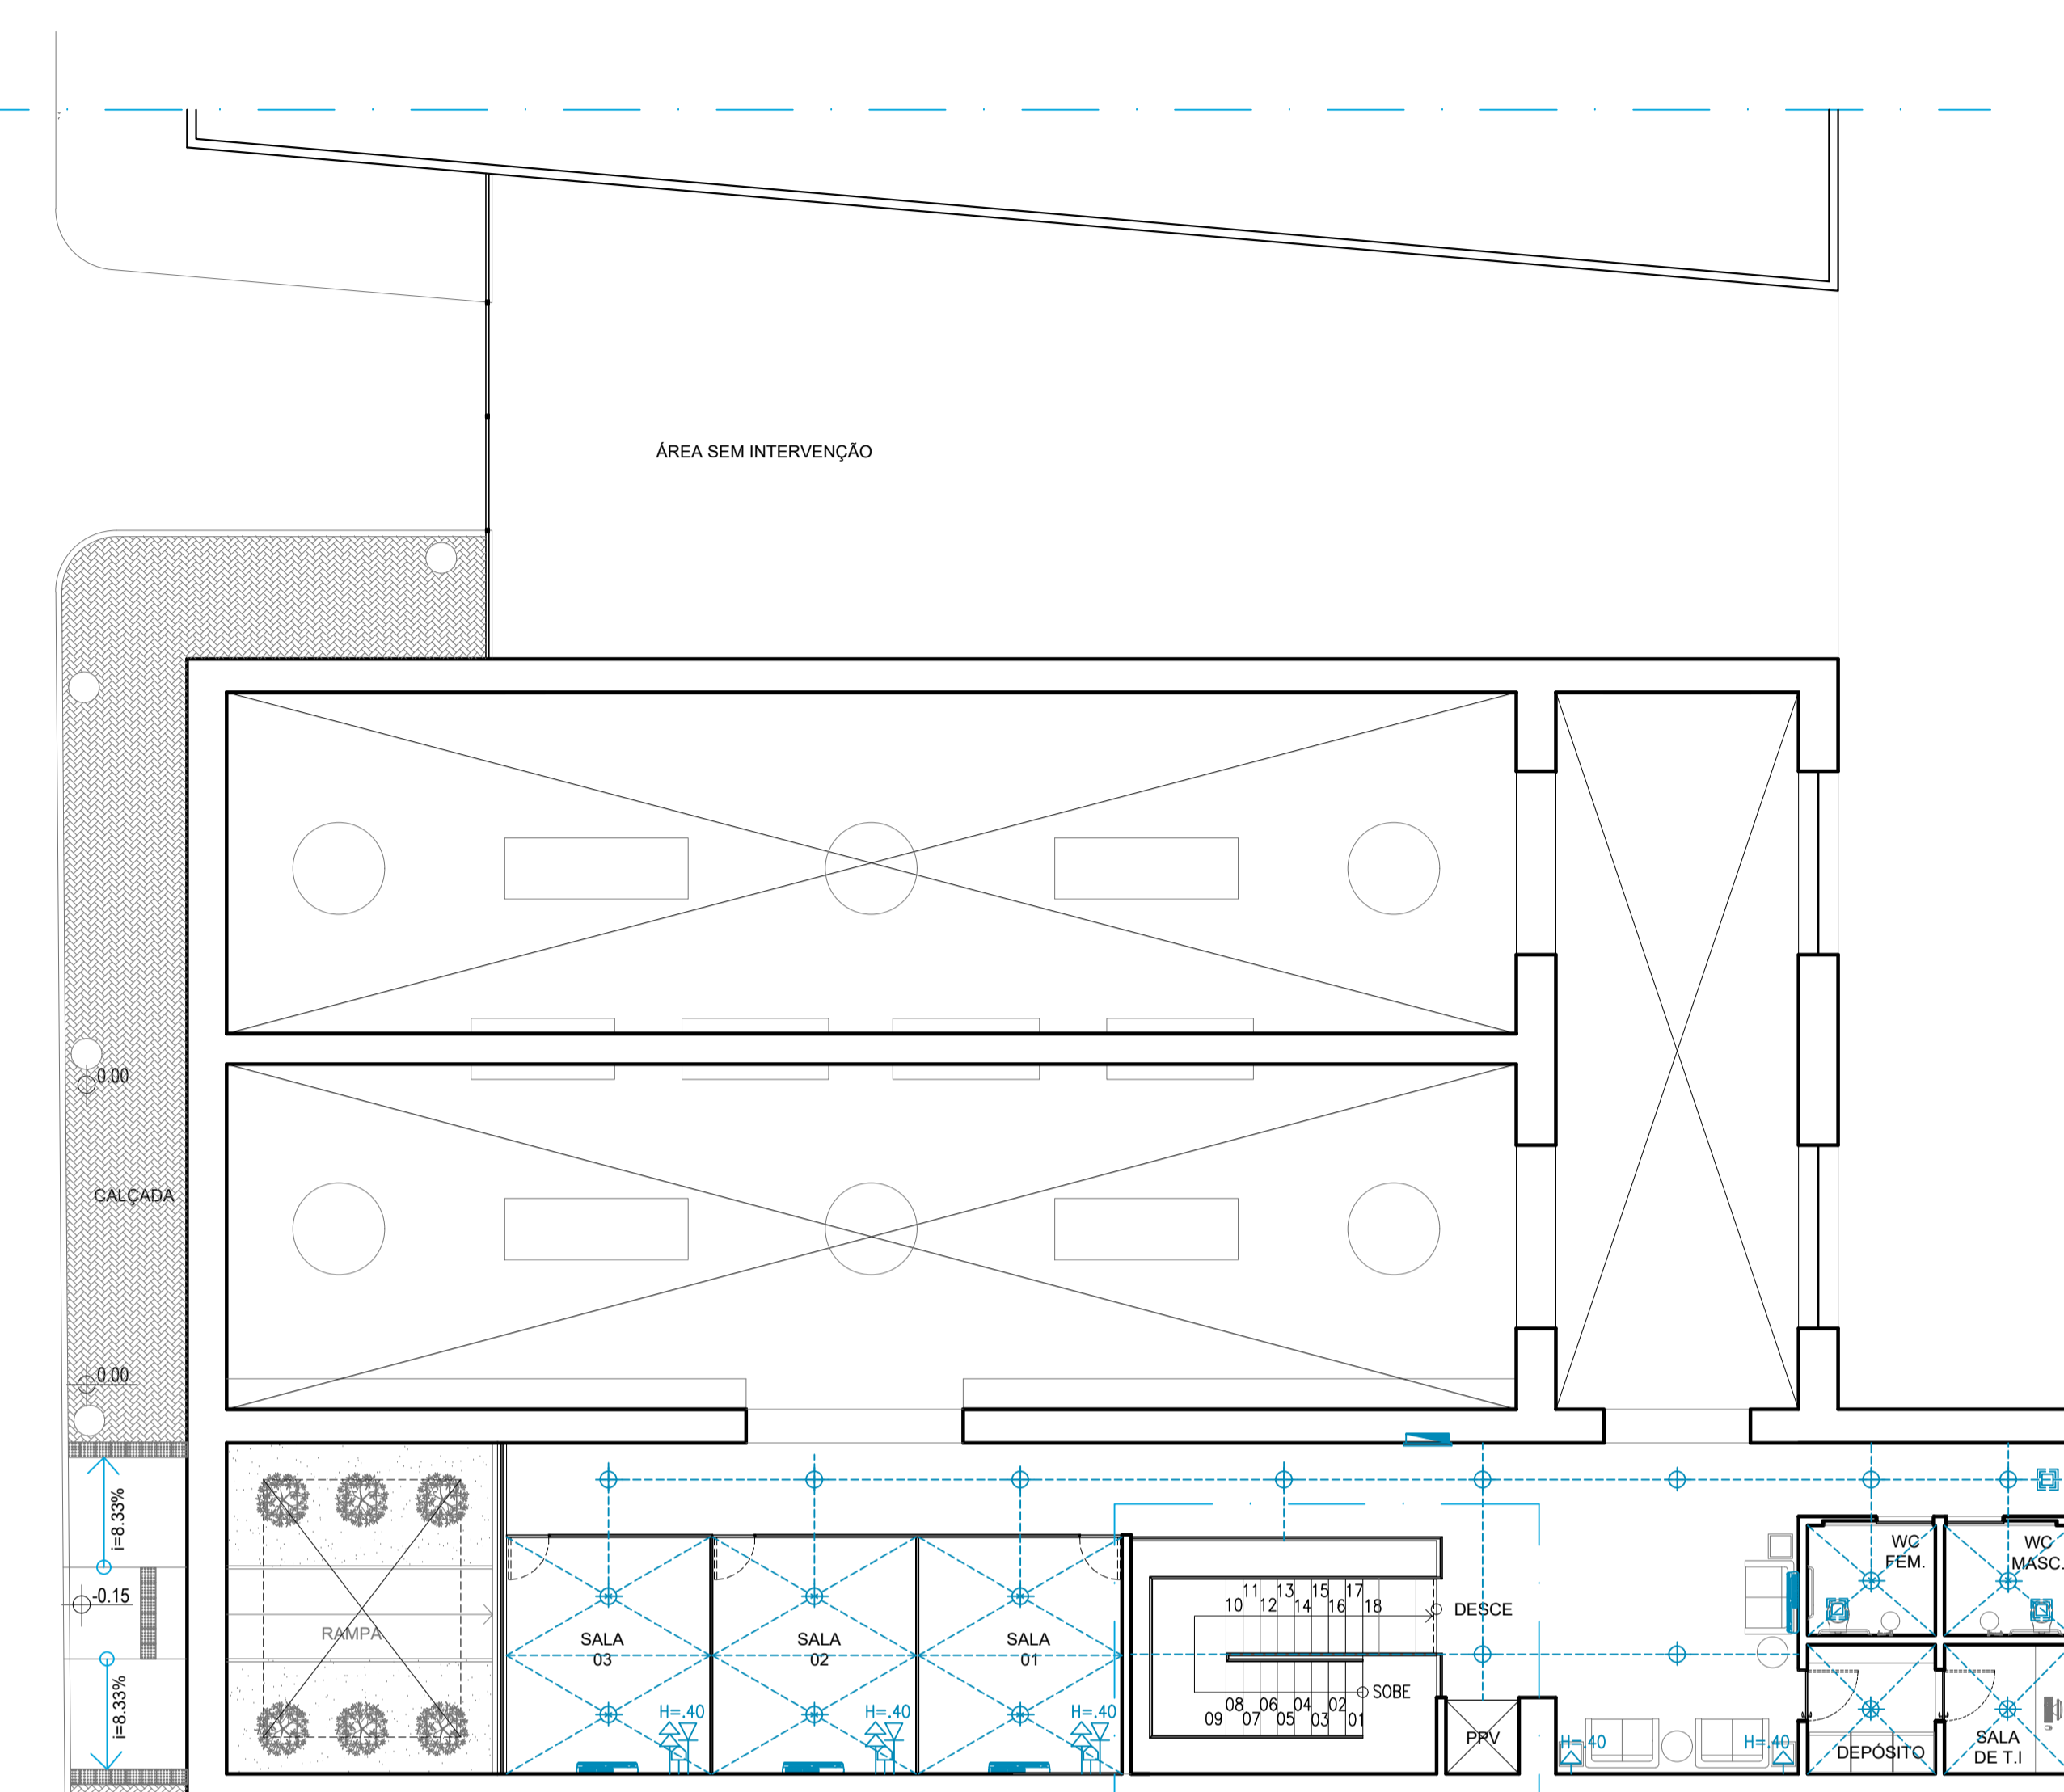 ÁREA SEM INTERVENÇÃO
0.00
CALÇADA
0.00
i=8.33%
-0.15
i=8.33%
RAMPA
SALA
03
H=.40
SALA
02
H=.40
SALA
01
H=.40
11 13 15 17
10 12 14 16 18
DESCE
SOBE
08 06 04 02
09 07 05 03 01
PPV
H=.40
H=.40
WC
FEM.
WC
MASC.
DEPÓSITO
SALA
DE T.I